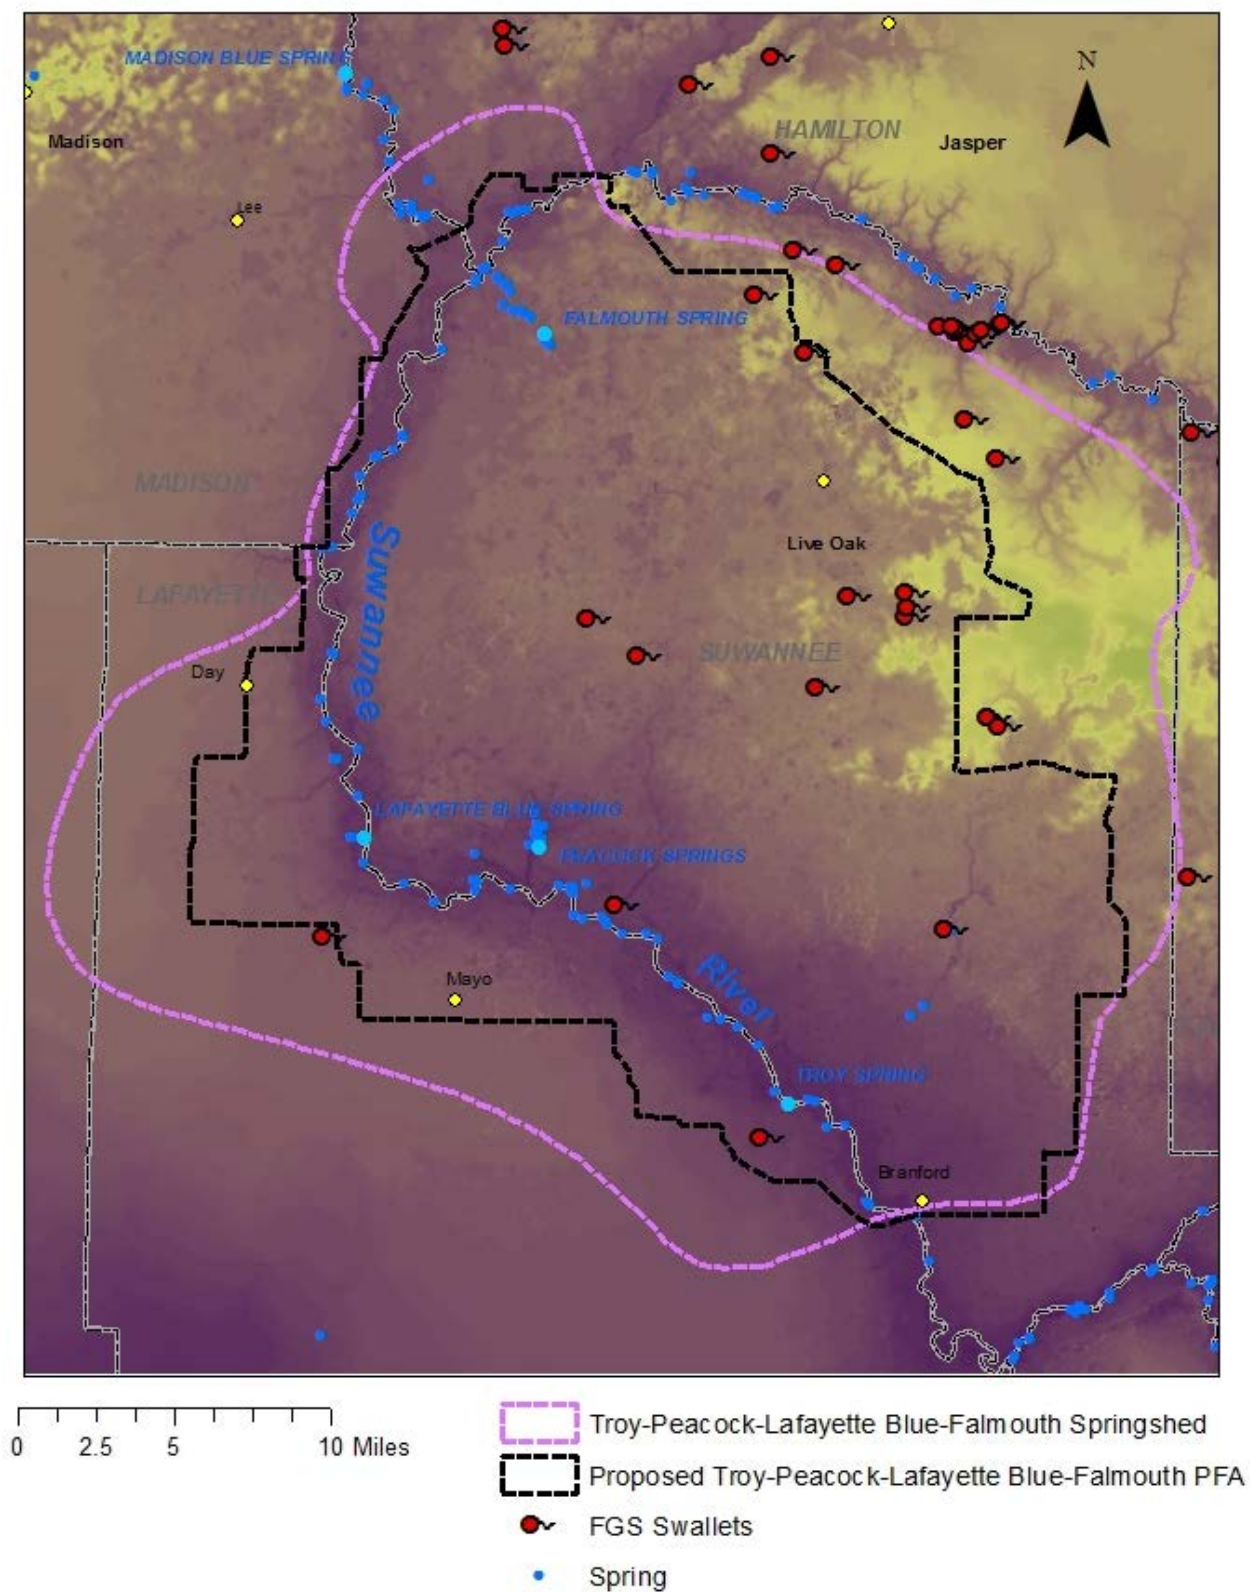 MADISON BLUE SPRING
N
HAMILTON
Madison
Jasper
Lee
FALMOUTH SPRING
MADISON
Suwannee
Live Oak
LAFAYETTE
SUWANNEE
Day
LAFAYETTE BLUE SPRING
PEACOCK SPRINGS
River
Mayo
TROY SPRING
Branford
0 2.5 5 10 Miles
Troy-Peacock-Lafayette Blue-Falmouth Springshed
Proposed Troy-Peacock-Lafayette Blue-Falmouth PFA
FGS Swallets
Spring